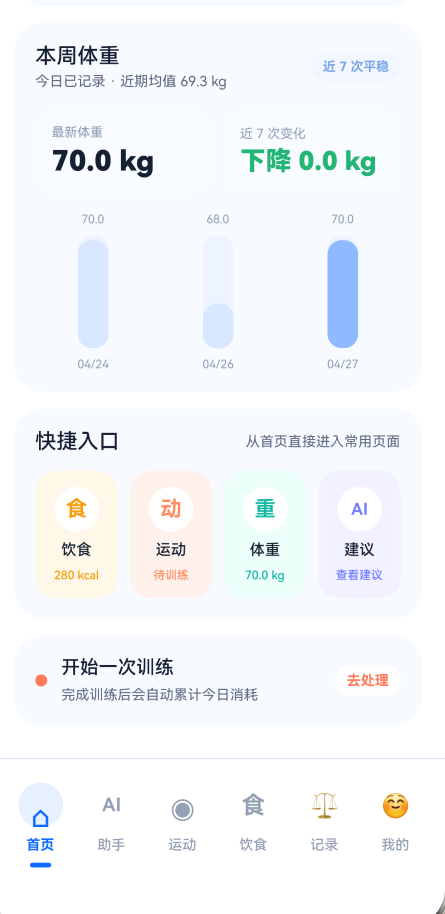 本周体重
今日已记录 · 近期均值 69.3 kg
近 7 次平稳
最新体重
70.0 kg
近 7 次变化
下降 0.0 kg
70.0
68.0
70.0
04/24
04/26
04/27
快捷入口
从首页直接进入常用页面
食
饮食
280 kcal
动
运动
待训练
重
体重
70.0 kg
AI
建议
查看建议
开始一次训练
完成训练后会自动累计今日消耗
去处理
首页
AI
助手
运动
食
饮食
记录
我的